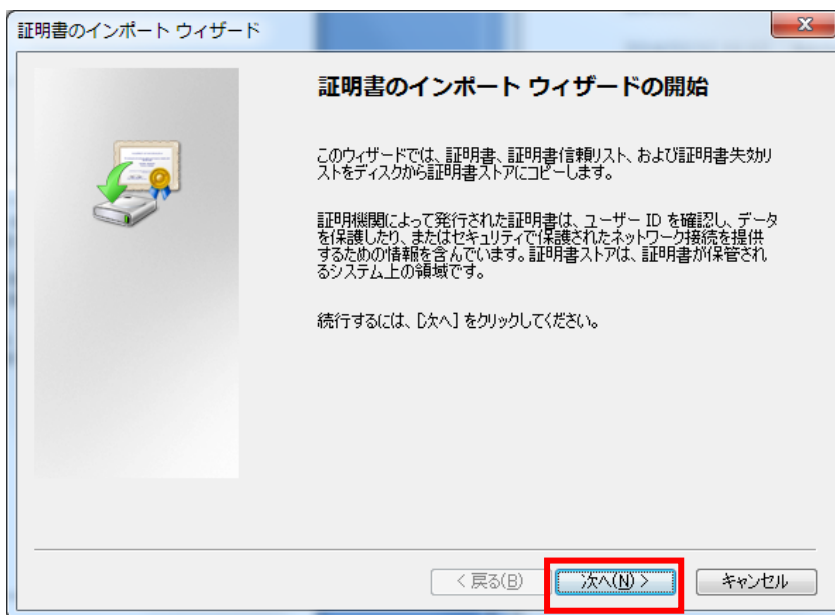 証明書のインポート ウィザード
証明書のインポート ウィザードの開始
このウィザードでは、証明書、証明書信頼リスト、および証明書失効リ
ストをディスクから証明書ストアにコピーします。
証明機関によって発行された証明書は、ユーザー ID を確認し、データ
を保護したり、またはセキュリティで保護されたネットワーク接続を提供
するための情報を含んでいます。証明書ストアは、証明書が保管され
るシステム上の領域です。
続行するには、[次へ] をクリックしてください。
< 戻る(B) 次へ(N) > キャンセル